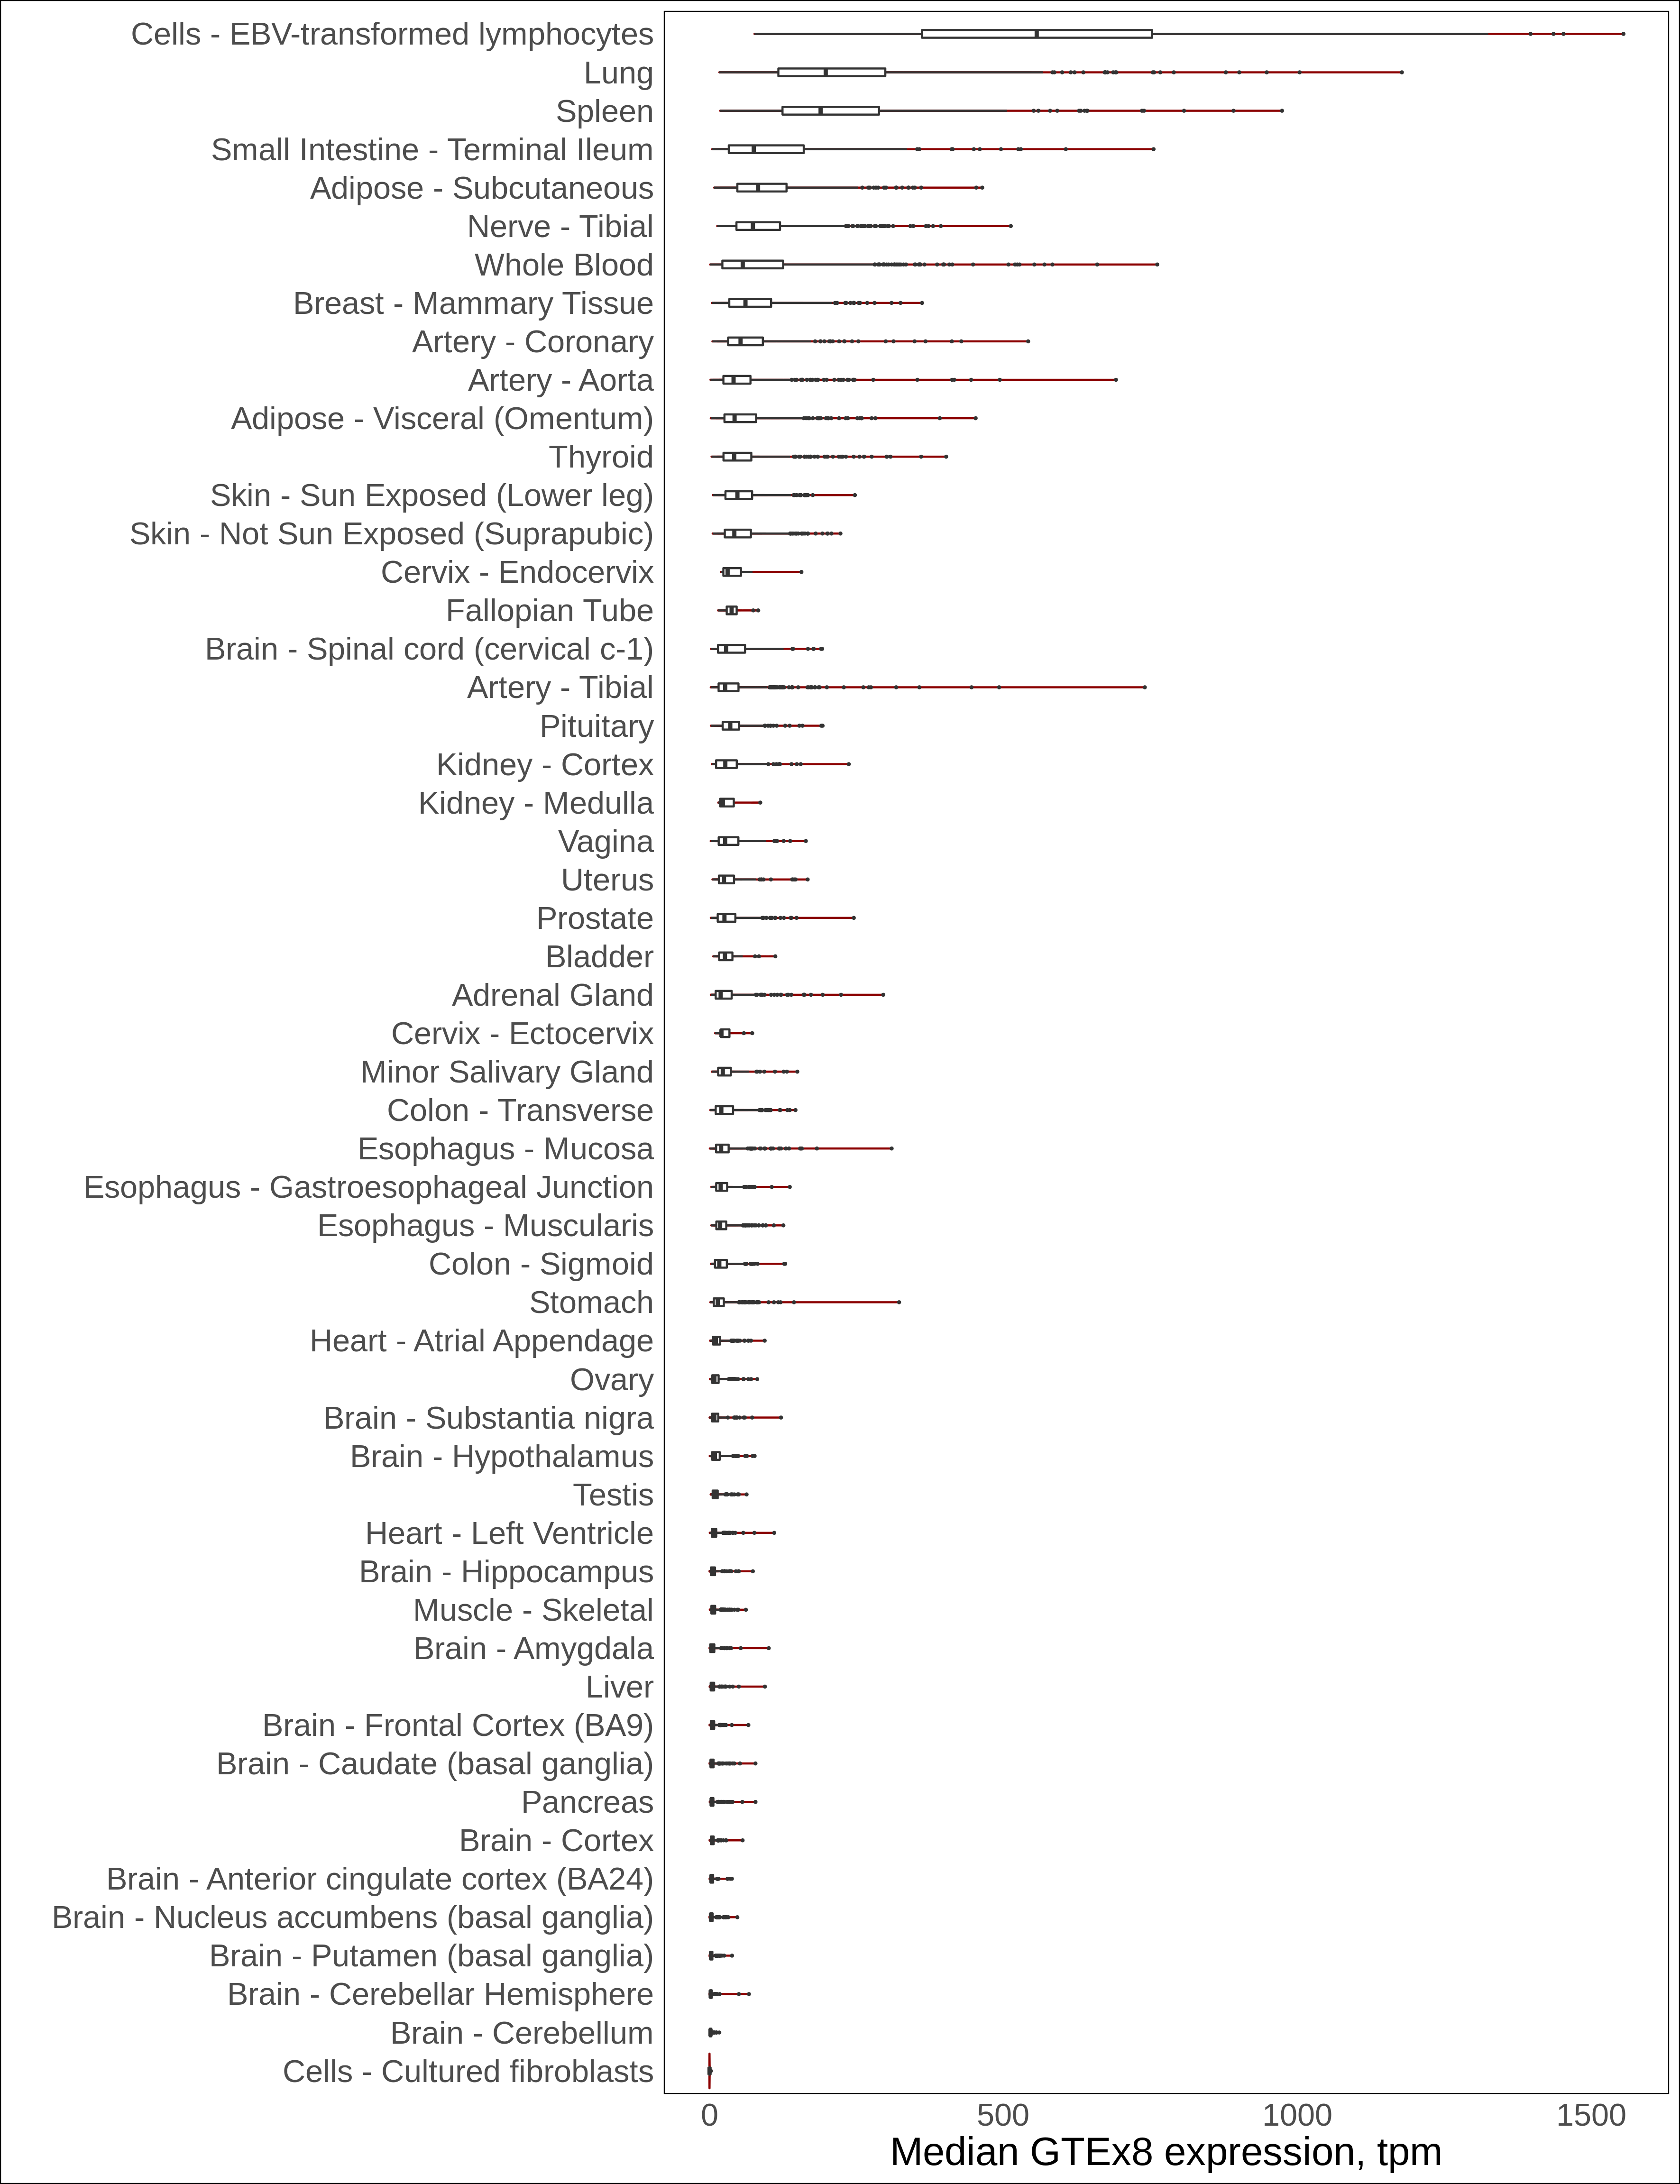 Cells - EBV-transformed lymphocytes
Lung
Spleen
Small Intestine - Terminal Ileum
Adipose - Subcutaneous
Nerve - Tibial
Whole Blood
Breast - Mammary Tissue
Artery - Coronary
Artery - Aorta
Adipose - Visceral (Omentum)
Thyroid
Skin - Sun Exposed (Lower leg)
Skin - Not Sun Exposed (Suprapubic)
Cervix - Endocervix
Fallopian Tube
Brain - Spinal cord (cervical c-1)
Artery - Tibial
Pituitary
Kidney - Cortex
Kidney - Medulla
Vagina
Uterus
Prostate
Bladder
Adrenal Gland
Cervix - Ectocervix
Minor Salivary Gland
Colon - Transverse
Esophagus - Mucosa
Esophagus - Gastroesophageal Junction
Esophagus - Muscularis
Colon - Sigmoid
Stomach
Heart - Atrial Appendage
Ovary
Brain - Substantia nigra
Brain - Hypothalamus
Testis
Heart - Left Ventricle
Brain - Hippocampus
Muscle - Skeletal
Brain - Amygdala
Liver
Brain - Frontal Cortex (BA9)
Brain - Caudate (basal ganglia)
Pancreas
Brain - Cortex
Brain - Anterior cingulate cortex (BA24)
Brain - Nucleus accumbens (basal ganglia)
Brain - Putamen (basal ganglia)
Brain - Cerebellar Hemisphere
Brain - Cerebellum
Cells - Cultured fibroblasts
0 500 1000 1500
Median GTEx8 expression, tpm